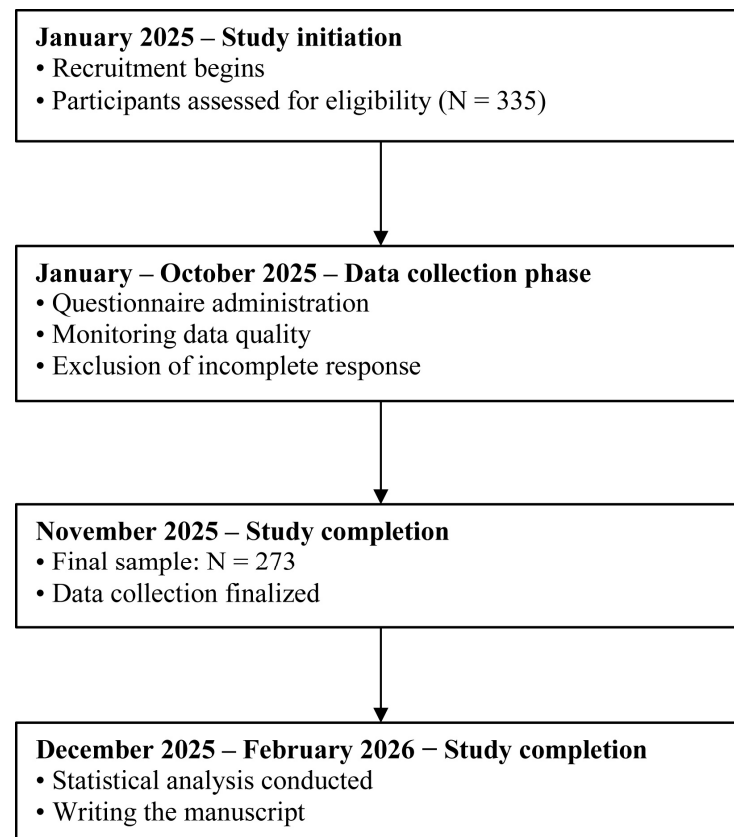 January 2025 – Study initiation
• Recruitment begins
• Participants assessed for eligibility (N = 335)
January – October 2025 – Data collection phase
• Questionnaire administration
• Monitoring data quality
• Exclusion of incomplete response
November 2025 – Study completion
• Final sample: N = 273
• Data collection finalized
December 2025 – February 2026 − Study completion
• Statistical analysis conducted
• Writing the manuscript